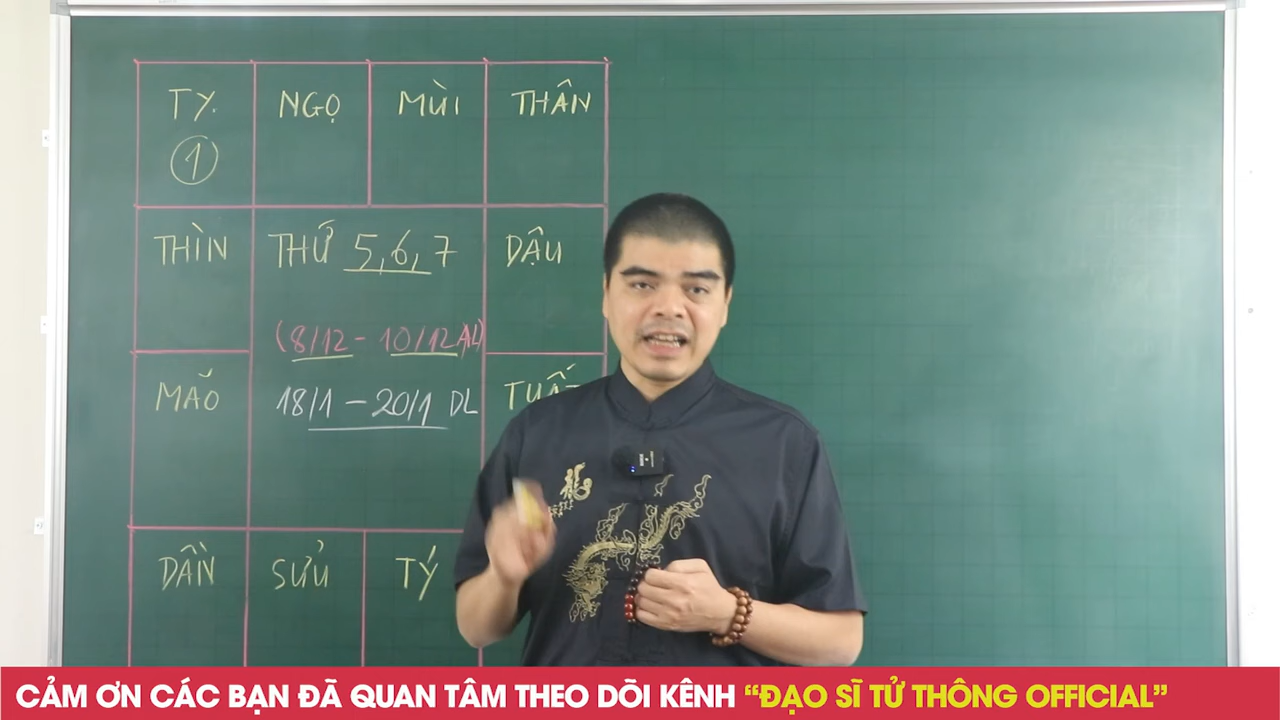 TỴ NGỌ MÙI THÂN
1
THÌN THỨ 5,6,7 DẬU
(8/12 - 10/12 AL)
MÃO 18/1 - 20/1 DL
DẦN SỬU TÝ
CẢM ƠN CÁC BẠN ĐÃ QUAN TÂM THEO DÕI KÊNH “ĐẠO SĨ TỬ THÔNG OFFICIAL”